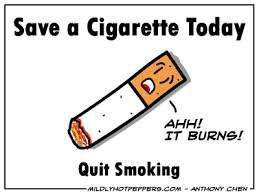 Save a Cigarette Today
AHH!
IT BURNS!
Quit Smoking
MILDLYHOTPEPPERS.COM - ANTHONY CHEN